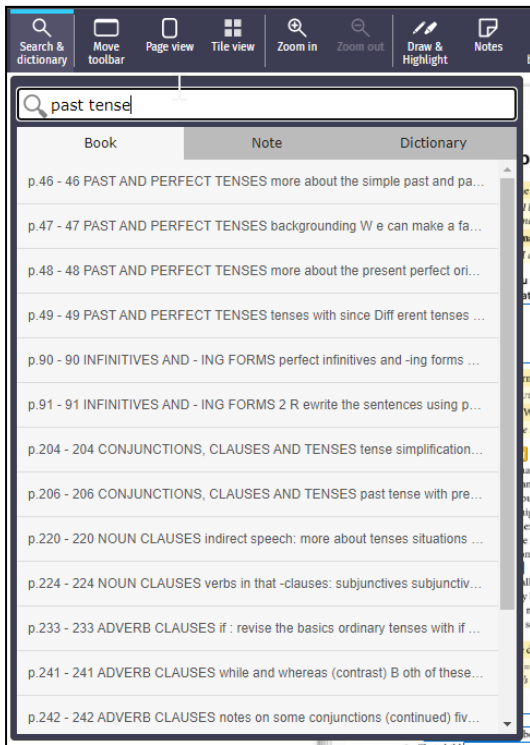 Search & dictionary
Move toolbar
Page view
Tile view
Zoom in
Zoom out
Draw & Highlight
Notes
past tense
Book Note Dictionary
p.46 - 46 PAST AND PERFECT TENSES more about the simple past and pa...
p.47 - 47 PAST AND PERFECT TENSES backgrounding W e can make a fa...
p.48 - 48 PAST AND PERFECT TENSES more about the present perfect ori...
p.49 - 49 PAST AND PERFECT TENSES tenses with since Diff erent tenses ...
p.90 - 90 INFINITIVES AND - ING FORMS perfect infinitives and -ing forms ...
p.91 - 91 INFINITIVES AND - ING FORMS 2 R ewrite the sentences using p...
p.204 - 204 CONJUNCTIONS, CLAUSES AND TENSES tense simplification...
p.206 - 206 CONJUNCTIONS, CLAUSES AND TENSES past tense with pre...
p.220 - 220 NOUN CLAUSES indirect speech: more about tenses situations ...
p.224 - 224 NOUN CLAUSES verbs in that -clauses: subjunctives subjunctiv...
p.233 - 233 ADVERB CLAUSES if : revise the basics ordinary tenses with if ...
p.241 - 241 ADVERB CLAUSES while and whereas (contrast) B oth of these...
p.242 - 242 ADVERB CLAUSES notes on some conjunctions (continued) fiv...